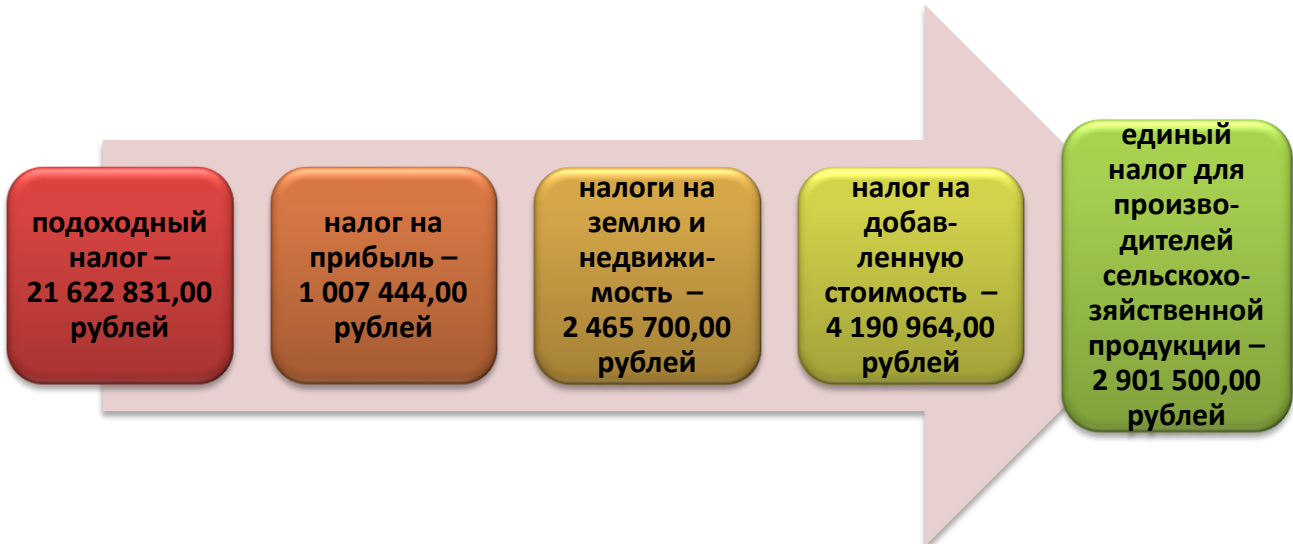 подоходный
налог –
21 622 831,00
рублей
налог на
прибыль –
1 007 444,00
рублей
налоги на
землю и
недвижи-
мость –
2 465 700,00
рублей
налог на
добав-
ленную
стоимость –
4 190 964,00
рублей
единый
налог для
произво-
дителей
сельскохо-
зяйственной
продукции –
2 901 500,00
рублей